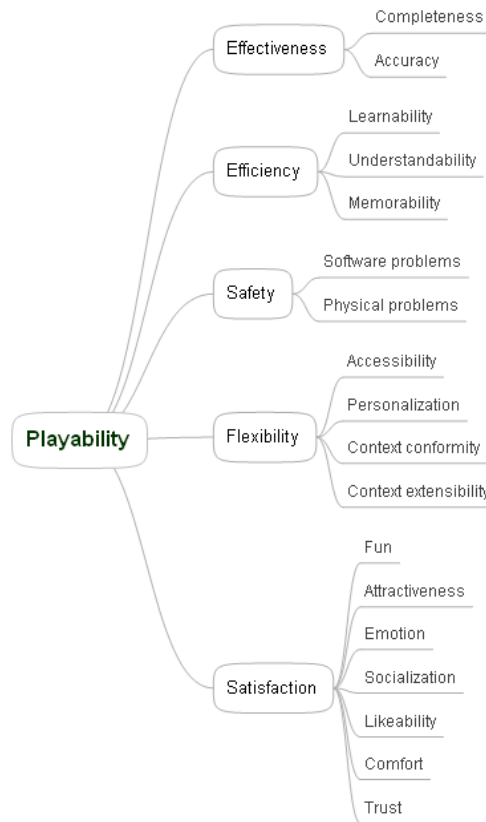 Playability
Effectiveness
Completeness
Accuracy
Efficiency
Learnability
Understandability
Memorability
Safety
Software problems
Physical problems
Flexibility
Accessibility
Personalization
Context conformity
Context extensibility
Satisfaction
Fun
Attractiveness
Emotion
Socialization
Likeability
Comfort
Trust